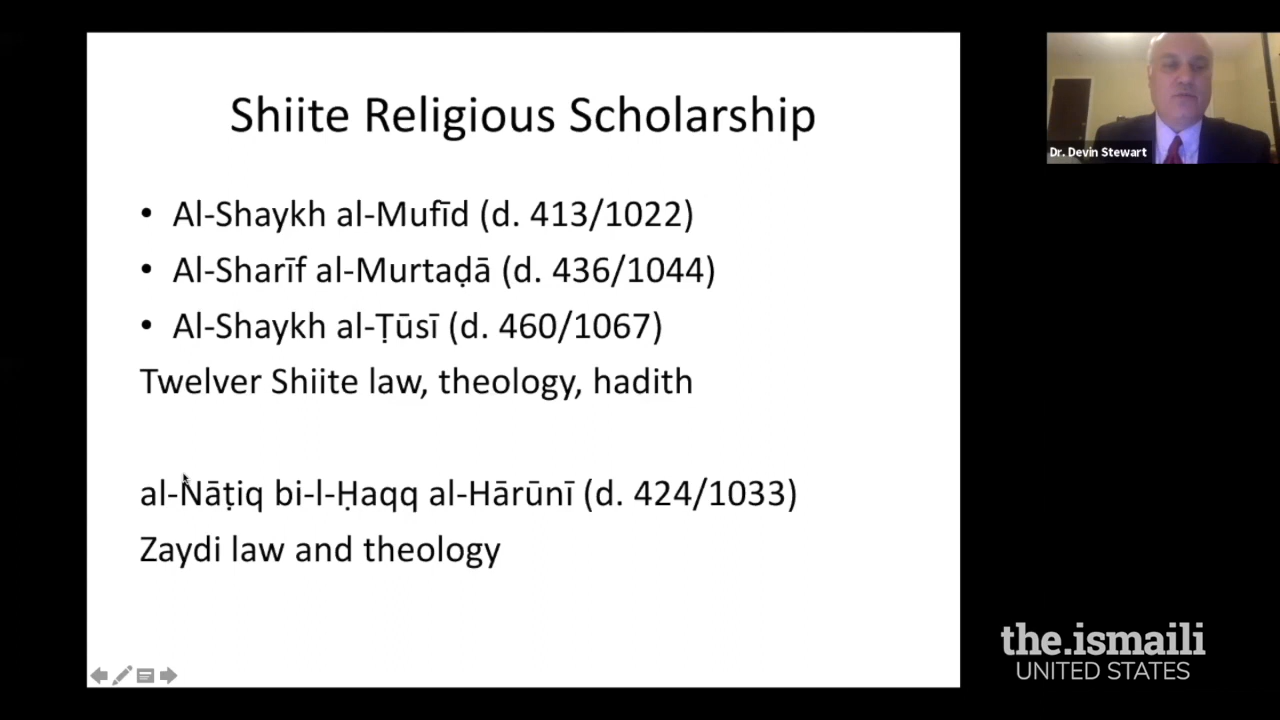 Shiite Religious Scholarship
• Al-Shaykh al-Mufīd (d. 413/1022)
• Al-Sharīf al-Murtaḍā (d. 436/1044)
• Al-Shaykh al-Ṭūsī (d. 460/1067)
Twelver Shiite law, theology, hadith
al-Nāṭiq bi-l-Ḥaqq al-Hārūnī (d. 424/1033)
Zaydi law and theology
Dr. Devin Stewart
the.ismaili
UNITED STATES